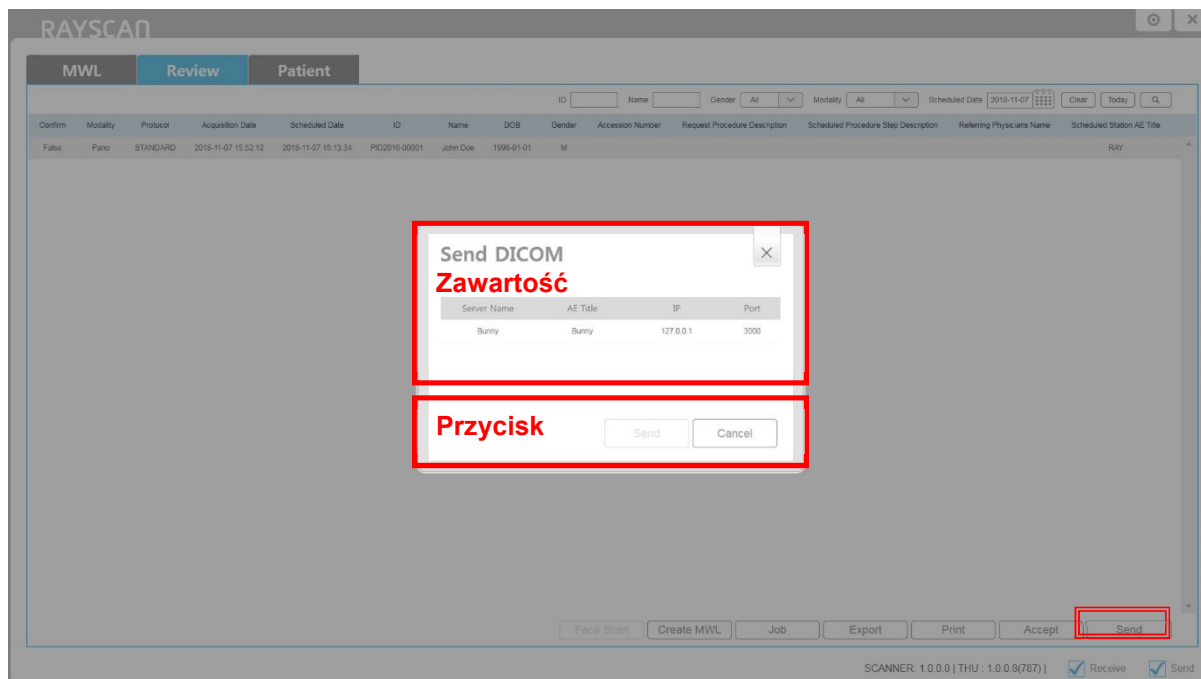 RAYSCAN
MWL Review Patient
ID Name Gender All Modality All Scheduled Date 2018-11-07 Clear Today
Confirm Modality Protocol Acquisition Date Scheduled Date ID Name DOB Gender Accession Number Request Procedure Description Scheduled Procedure Step Description Referring Physicians Name Scheduled Station AE Title
False Pano STANDARD 2018-11-07 15:52:12 2018-11-07 15:13:34 PID2016-00001 John Doe 1996-01-01 M RAY
Send DICOM
Zawartość
Server Name AE Title IP Port
Bunny Bunny 127.0.0.1 3000
Przycisk Send Cancel
Face Scan Create MWL Job Export Print Accept Send
SCANNER: 1.0.0.0 | THU : 1.0.0.8(787) | Receive Send